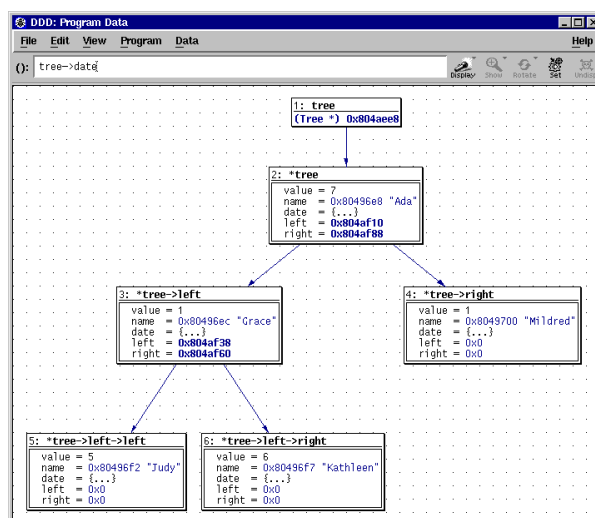 DDD: Program Data
File Edit View Program Data Help
(): tree->date
Display Show Rotate Set Undisp
1: tree
(Tree *) 0x804aee8
2: *tree
value = 7
name = 0x80496e8 "Ada"
date = {...}
left = 0x804af10
right = 0x804af88
3: *tree->left
value = 1
name = 0x80496ec "Grace"
date = {...}
left = 0x804af38
right = 0x804af60
4: *tree->right
value = 1
name = 0x8049700 "Mildred"
date = {...}
left = 0x0
right = 0x0
5: *tree->left->left
value = 5
name = 0x80496f2 "Judy"
date = {...}
left = 0x0
right = 0x0
6: *tree->left->right
value = 6
name = 0x80496f7 "Kathleen"
date = {...}
left = 0x0
right = 0x0